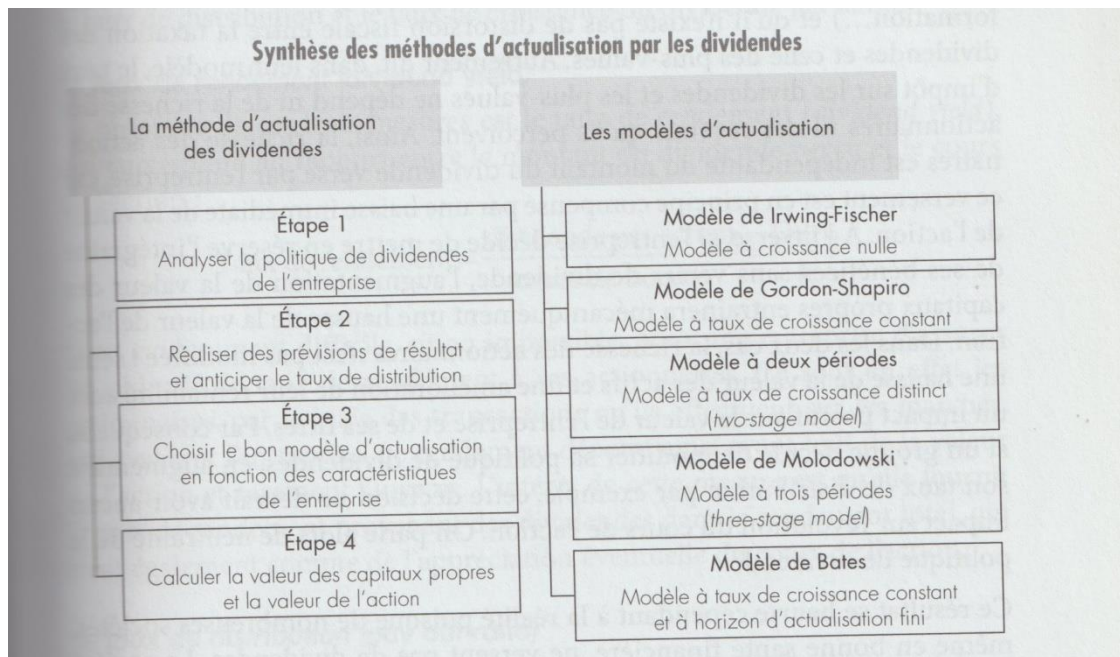 Synthèse des méthodes d'actualisation par les dividendes
La méthode d'actualisation
des dividendes
Étape 1
Analyser la politique de dividendes
de l'entreprise
Étape 2
Réaliser des prévisions de résultat
et anticiper le taux de distribution
Étape 3
Choisir le bon modèle d'actualisation
en fonction des caractéristiques
de l'entreprise
Étape 4
Calculer la valeur des capitaux propres
et la valeur de l'action
Les modèles d'actualisation
Modèle de Irwing-Fischer
Modèle à croissance nulle
Modèle de Gordon-Shapiro
Modèle à taux de croissance constant
Modèle à deux périodes
Modèle à taux de croissance continu
(two-stage model)
Modèle de Molodowski
Modèle à trois périodes
(three-stage model)
Modèle de Bates
Modèle à taux de croissance constant
et à horizon d'actualisation fini